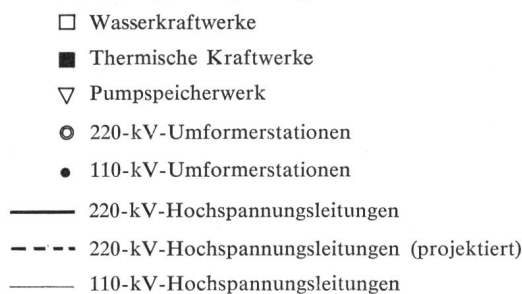 Wasserkraftwerke
Thermische Kraftwerke
Pumpspeicherwerk
220-kV-Umformerstationen
110-kV-Umformerstationen
220-kV-Hochspannungsleitungen
220-kV-Hochspannungsleitungen (projektiert)
110-kV-Hochspannungsleitungen